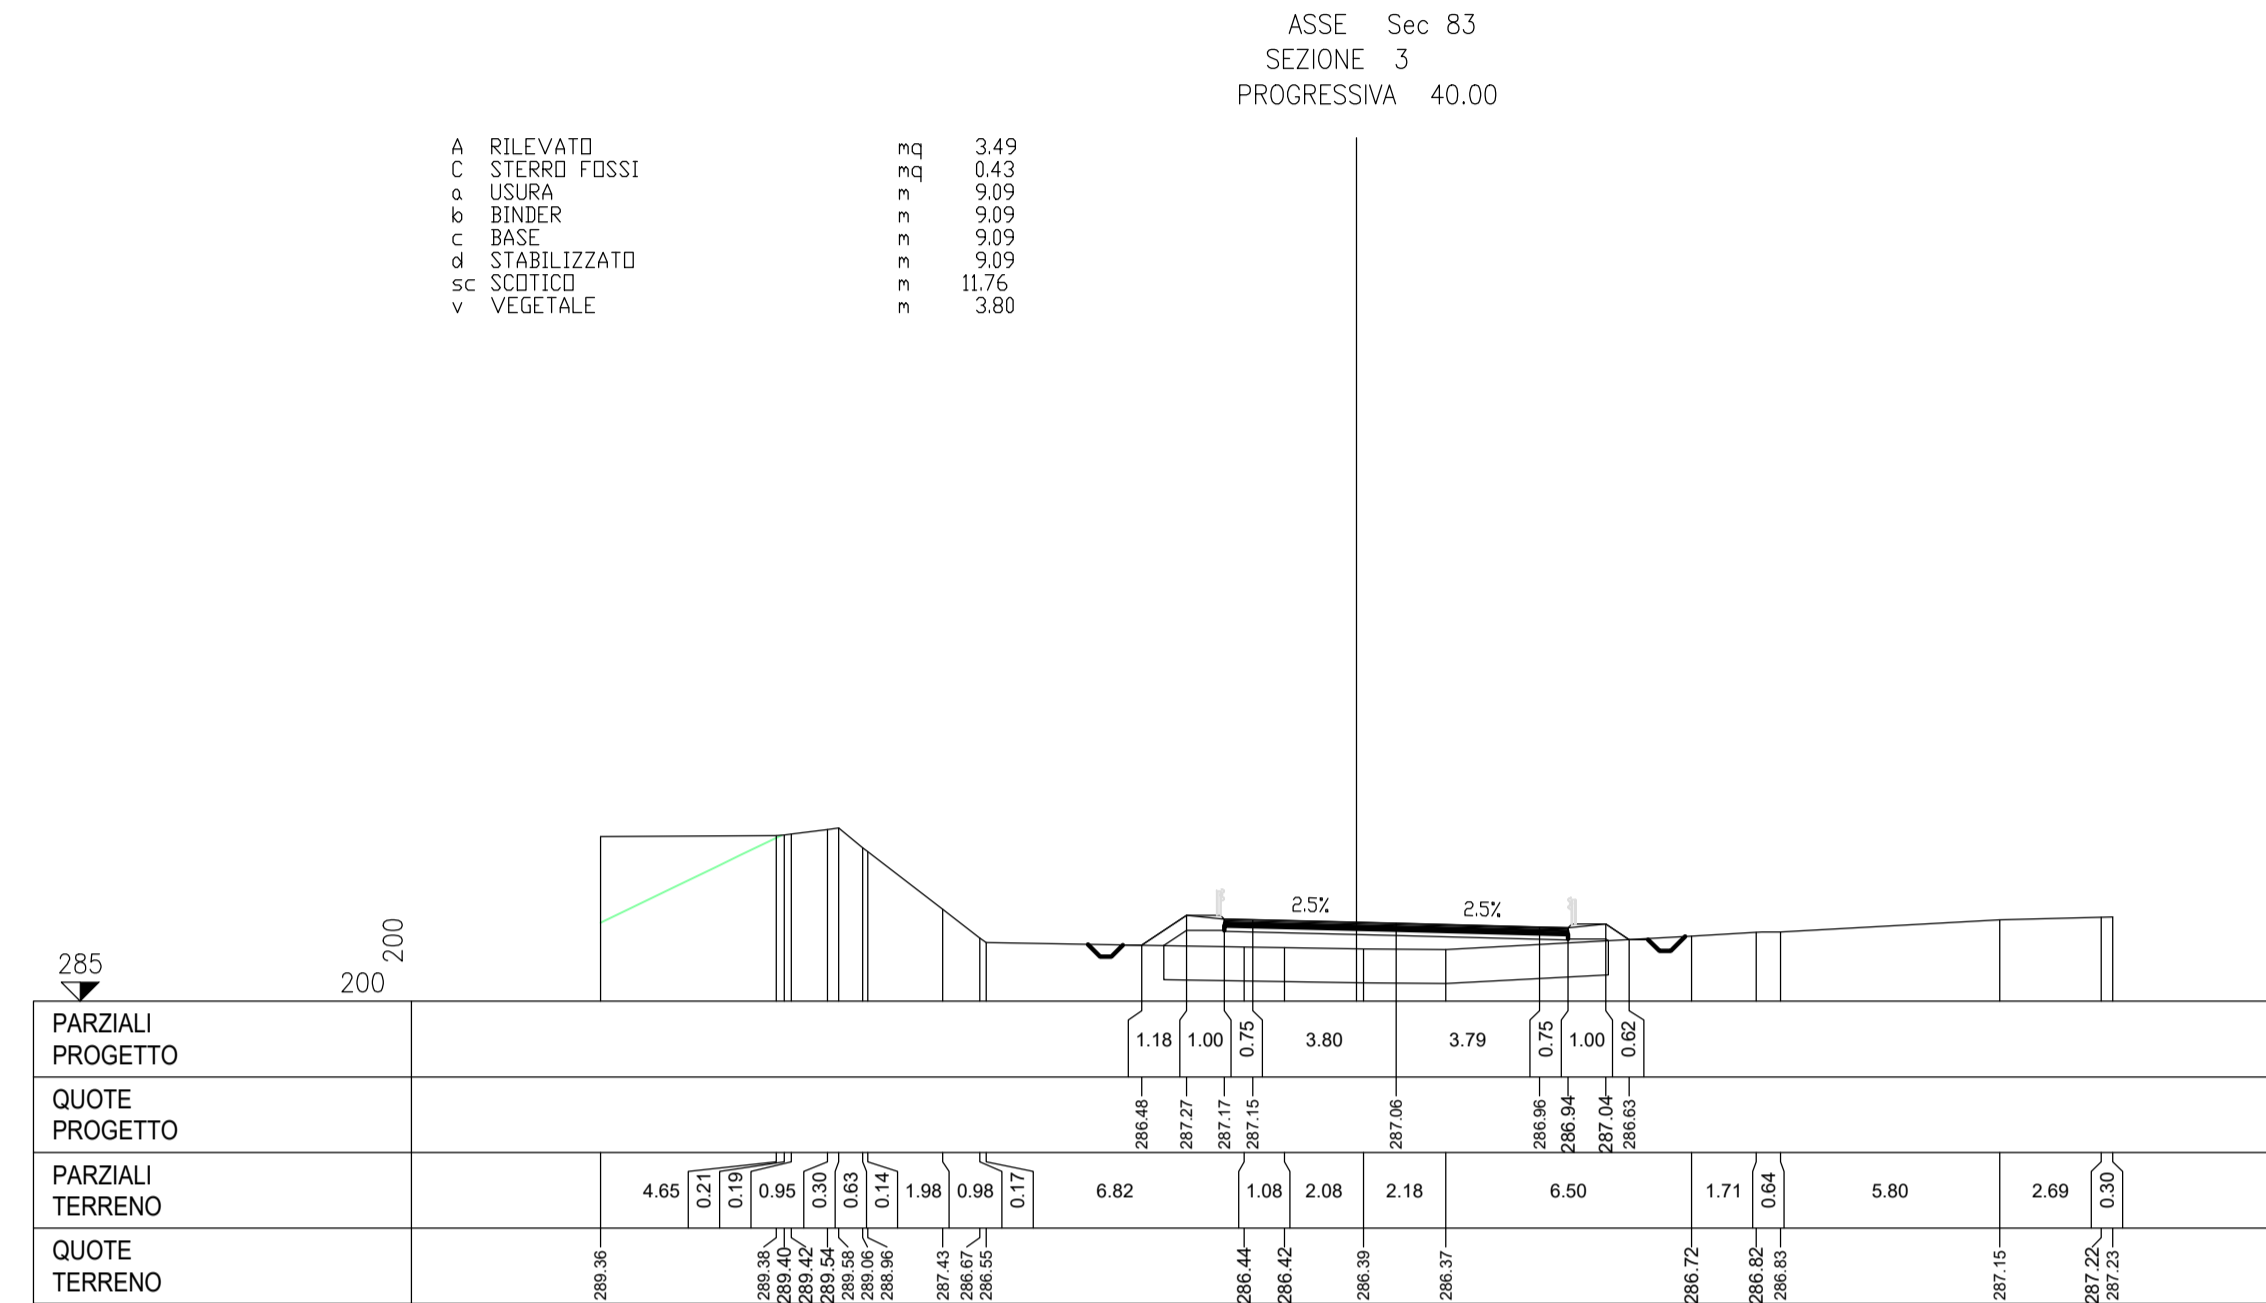 ASSE Sec 83
SEZIONE 3
PROGRESSIVA 40.00
A RILEVATO mq 3.49
C STERRO FOSSI mq 0.43
a USURA m 9.09
b BINDER m 9.09
c BASE m 9.09
d STABILIZZATO m 9.09
sc SCOTICO m 11.76
v VEGETALE m 3.80
2.5% 2.5%
285
200
200
PARZIALI
PROGETTO
1.18 1.00 0.75 3.80 3.79 0.75 1.00 0.62
QUOTE
PROGETTO
286.48 287.27 287.17 287.15 287.06 286.96 286.94 287.04 286.63
PARZIALI
TERRENO
4.65 0.21 0.19 0.95 0.30 0.63 0.14 1.98 0.98 0.17 6.82 1.08 2.08 2.18 6.50 1.71 0.64 5.80 2.69 0.30
QUOTE
TERRENO
289.36 289.38 289.40 289.42 289.54 289.58 289.06 288.96 287.43 286.67 286.55 286.44 286.42 286.39 286.37 286.72 286.82 286.83 287.15 287.22 287.23